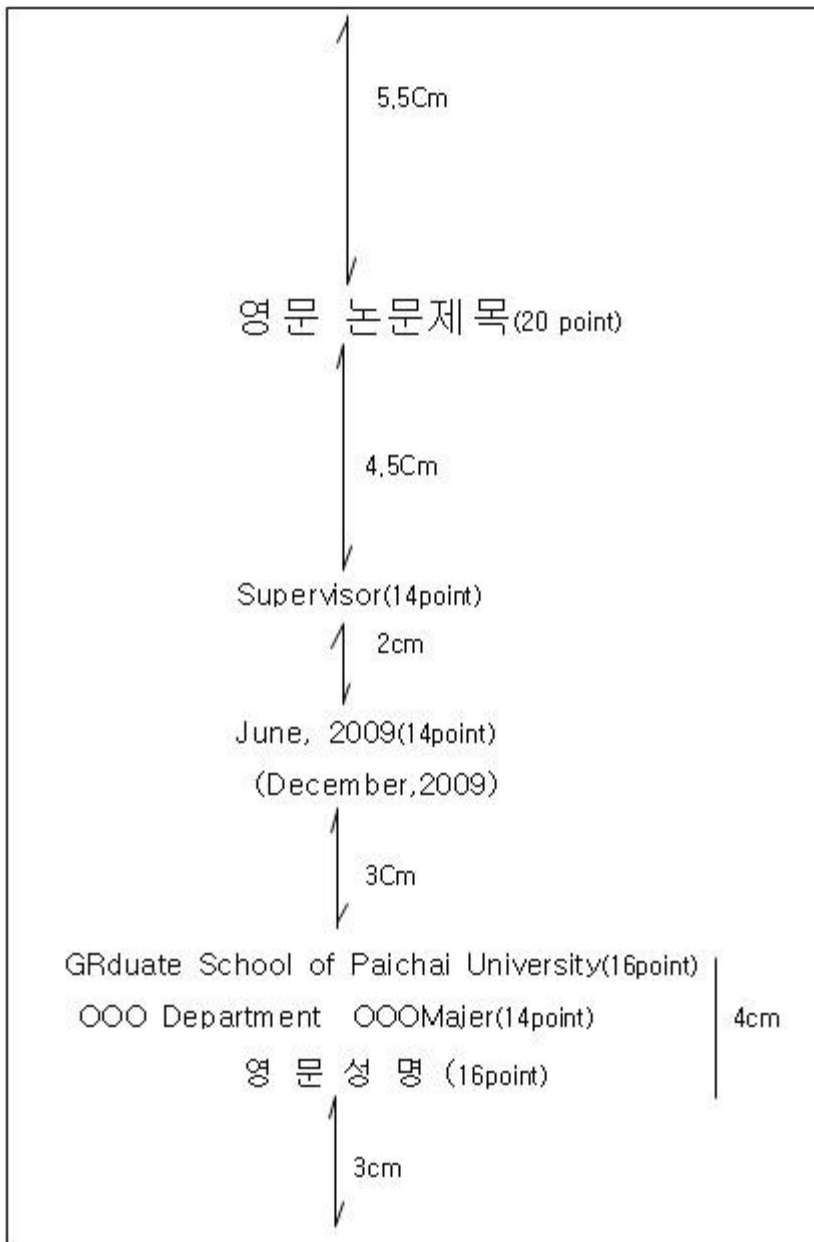 5,5Cm
영문 논문제목(20 point)
4,5Cm
Supervisor(14point)
2cm
June, 2009(14point)
(December,2009)
3Cm
GRduate School of Paichai University(16point)
OOO Department OOOMajer(14point)
4cm
영 문 성 명 (16point)
3cm